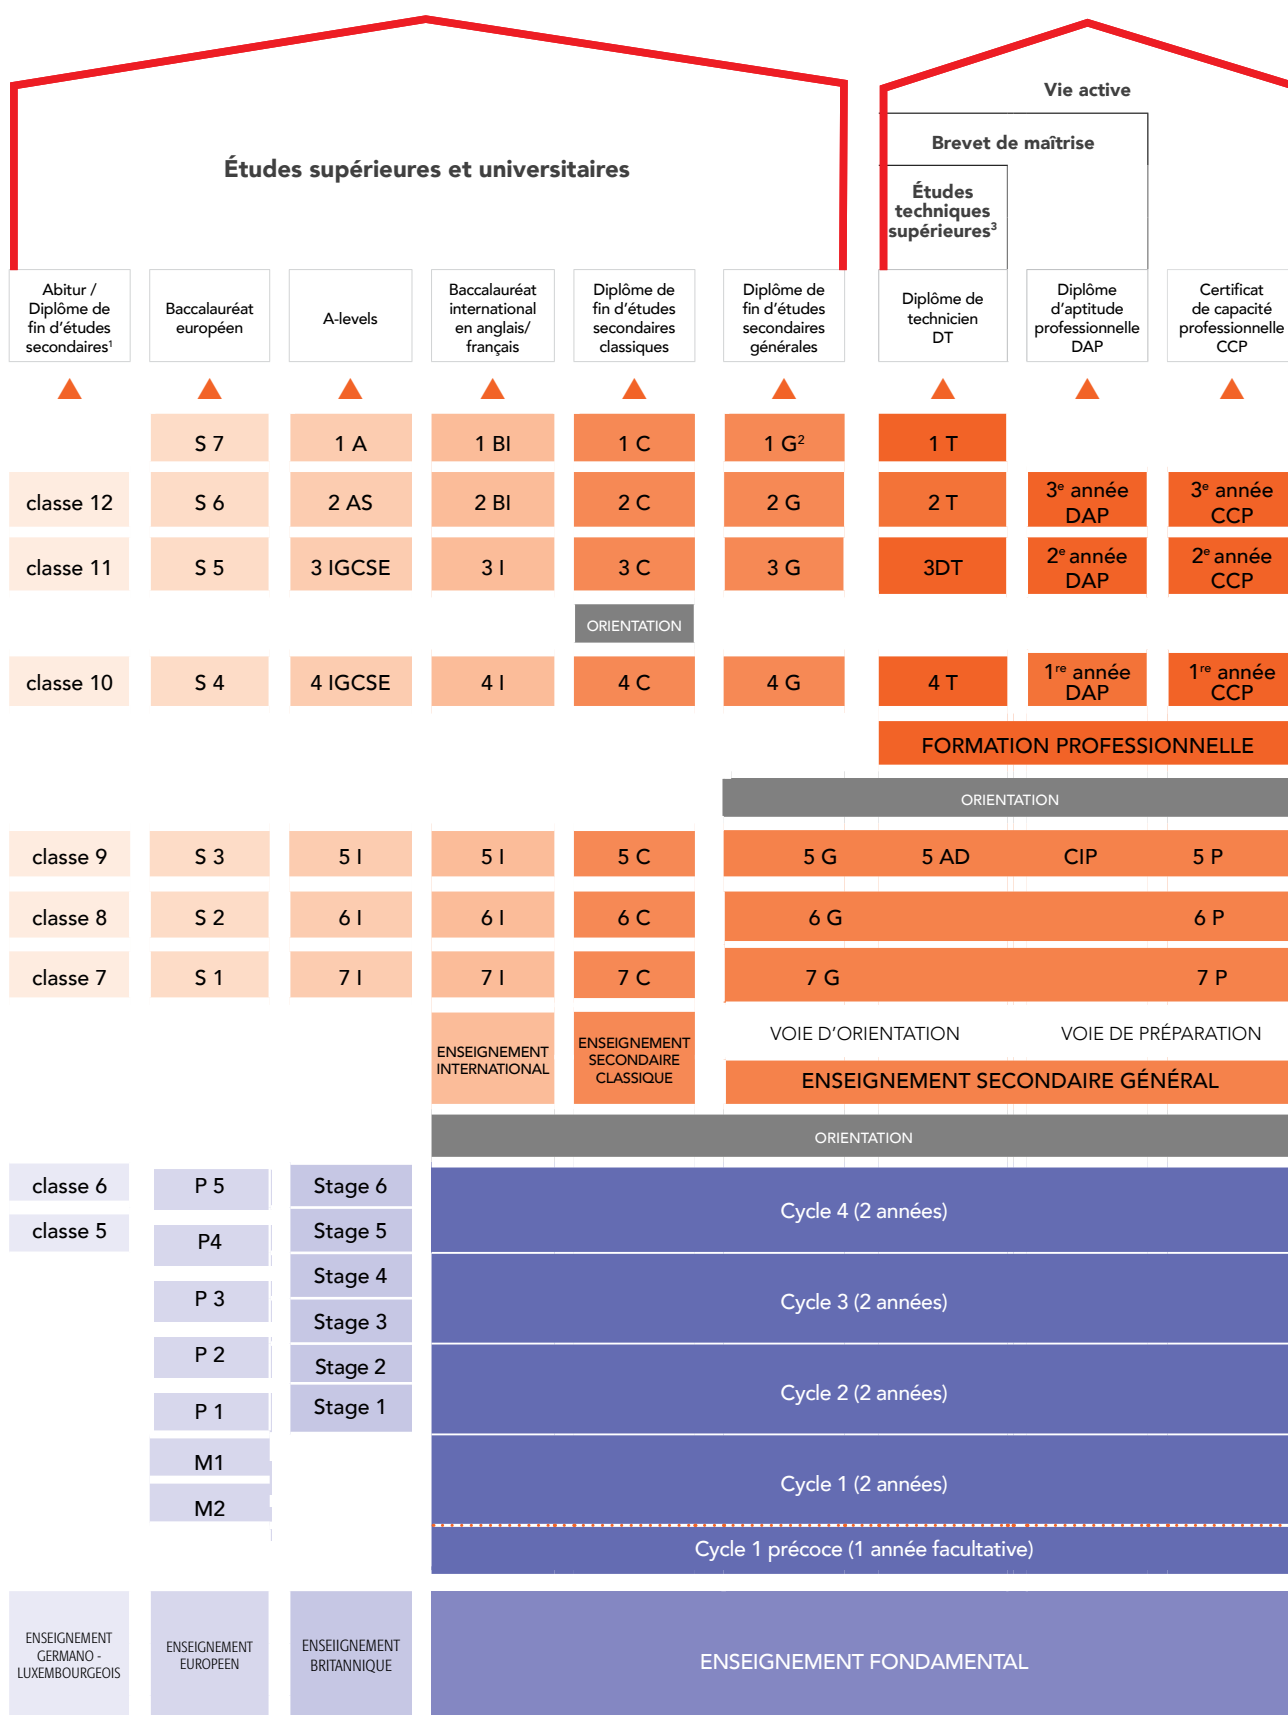 Vie active
Brevet de maîtrise
Études supérieures et universitaires
Études
techniques
supérieures³
Abitur /
Diplôme de
fin d'études
secondaires¹
Baccalauréat
européen
A-levels
Baccalauréat
international
en anglais/
français
Diplôme de
fin d'études
secondaires
classiques
Diplôme de
fin d'études
secondaires
générales
Diplôme de
technicien
DT
Diplôme
d'aptitude
professionnelle
DAP
Certificat
de capacité
professionnelle
CCP
S 7
1 A
1 BI
1 C
1 G²
1 T
classe 12
S 6
2 AS
2 BI
2 C
2 G
2 T
3e année
DAP
3e année
CCP
classe 11
S 5
3 IGCSE
3 I
3 C
3 G
3DT
2e année
DAP
2e année
CCP
ORIENTATION
classe 10
S 4
4 IGCSE
4 I
4 C
4 G
4 T
1re année
DAP
1re année
CCP
FORMATION PROFESSIONNELLE
ORIENTATION
classe 9
S 3
5 I
5 I
5 C
5 G
5 AD
CIP
5 P
classe 8
S 2
6 I
6 I
6 C
6 G
6 P
classe 7
S 1
7 I
7 I
7 C
7 G
7 P
ENSEIGNEMENT
INTERNATIONAL
ENSEIGNEMENT
SECONDAIRE
CLASSIQUE
VOIE D'ORIENTATION
VOIE DE PRÉPARATION
ENSEIGNEMENT SECONDAIRE GÉNÉRAL
ORIENTATION
classe 6
classe 5
P 5
P4
P 3
P 2
P 1
M1
M2
Stage 6
Stage 5
Stage 4
Stage 3
Stage 2
Stage 1
Cycle 4 (2 années)
Cycle 3 (2 années)
Cycle 2 (2 années)
Cycle 1 (2 années)
Cycle 1 précoce (1 année facultative)
ENSEIGNEMENT
GERMANO -
LUXEMBOURGEOIS
ENSEIGNEMENT
EUROPEEN
ENSEIIGNEMENT
BRITANNIQUE
ENSEIGNEMENT FONDAMENTAL